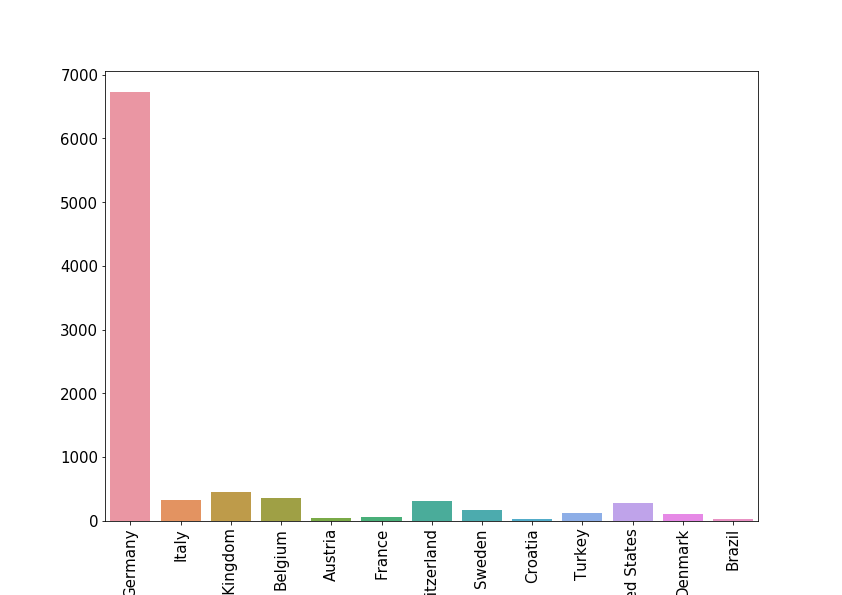 7000
6000
5000
4000
3000
2000
1000
0
Germany
Italy
Kingdom
Belgium
Austria
France
itzerland
Sweden
Croatia
Turkey
ed States
Denmark
Brazil